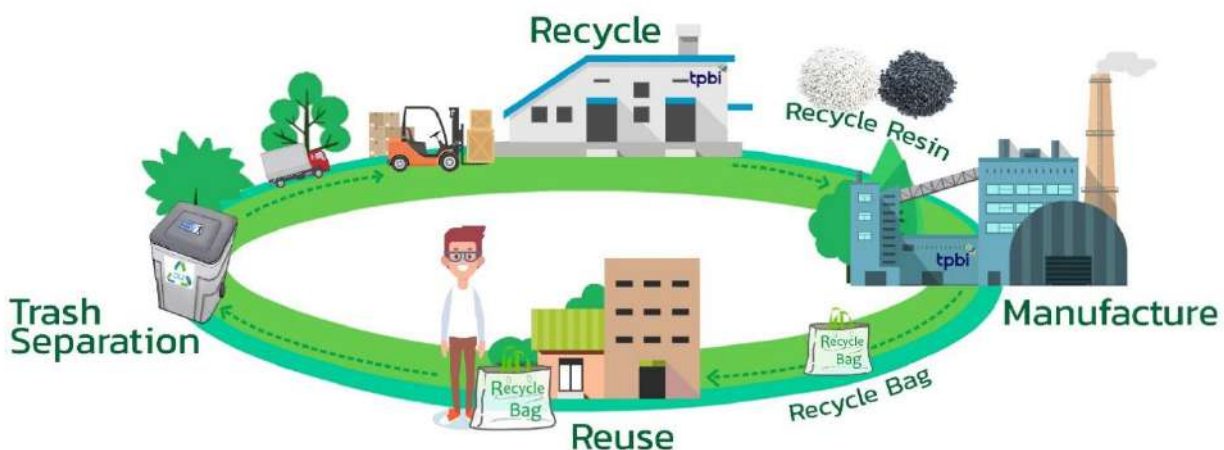 Recycle
tpbi
Recycle Resin
tpbi
Trash
Separation
Manufacture
Recycle
Bag
Recycle Bag
Recycle
Bag
Reuse